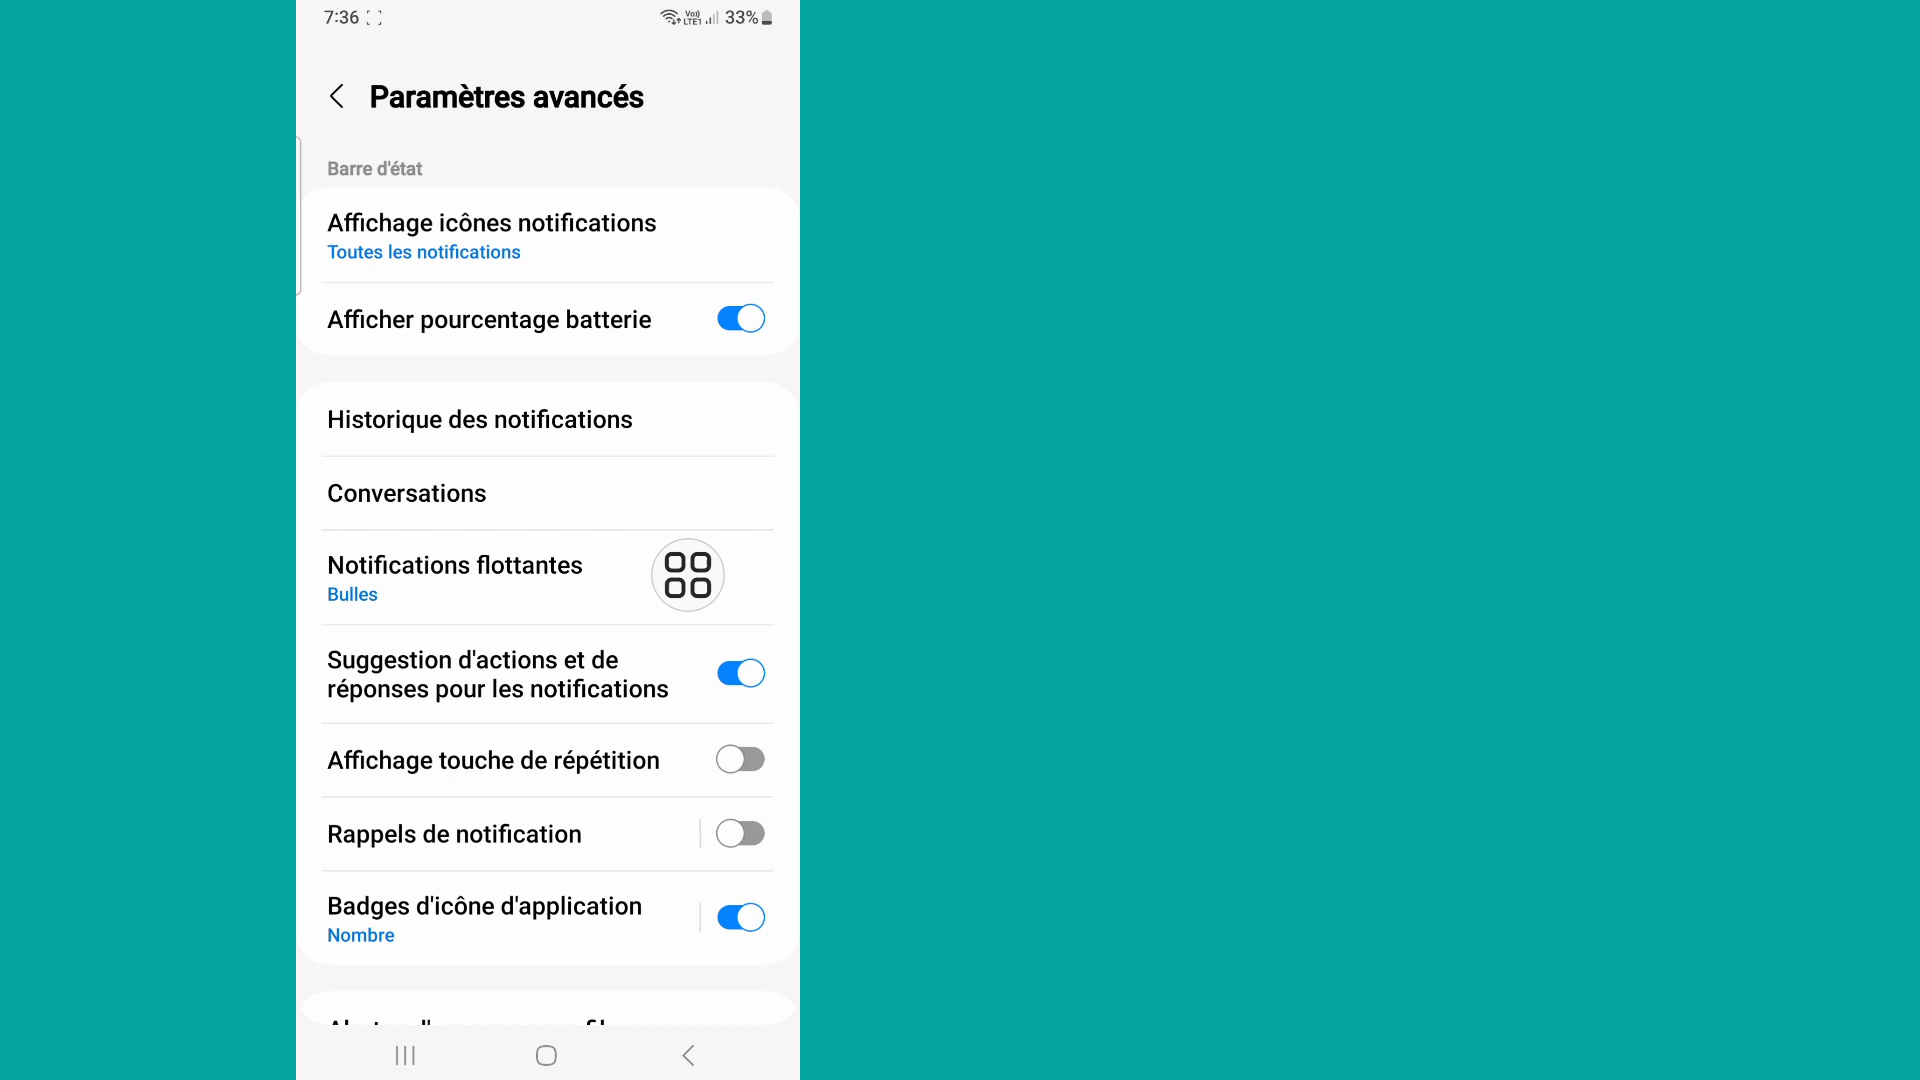 7:36
Vo)) LTE1 33%
Paramètres avancés
Barre d'état
Affichage icônes notifications
Toutes les notifications
Afficher pourcentage batterie
Historique des notifications
Conversations
Notifications flottantes
Bulles
Suggestion d'actions et de
réponses pour les notifications
Affichage touche de répétition
Rappels de notification
Badges d'icône d'application
Nombre